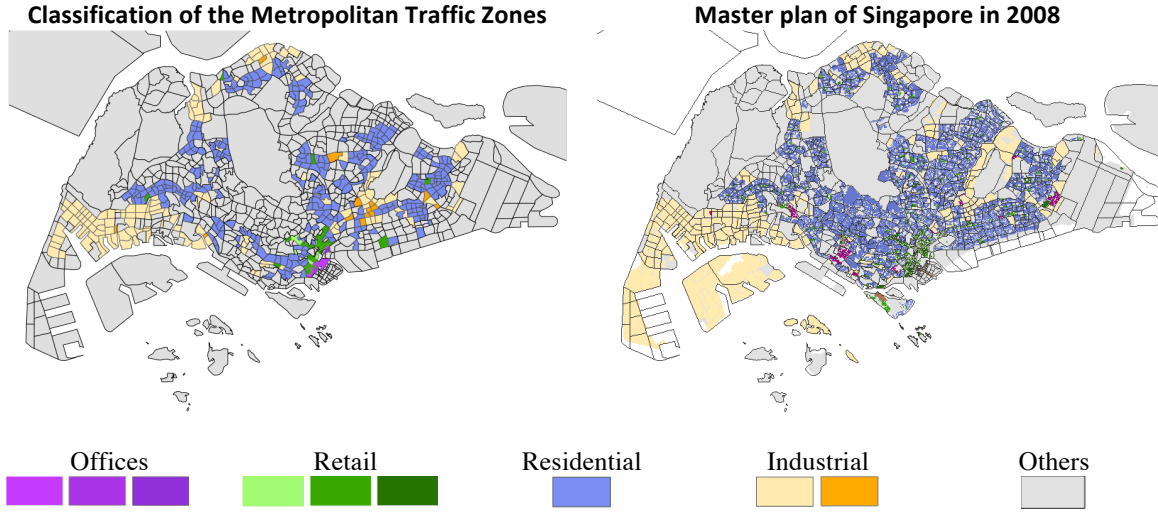 Classification of the Metropolitan Traffic Zones
Master plan of Singapore in 2008
Offices
Retail
Residential
Industrial
Others